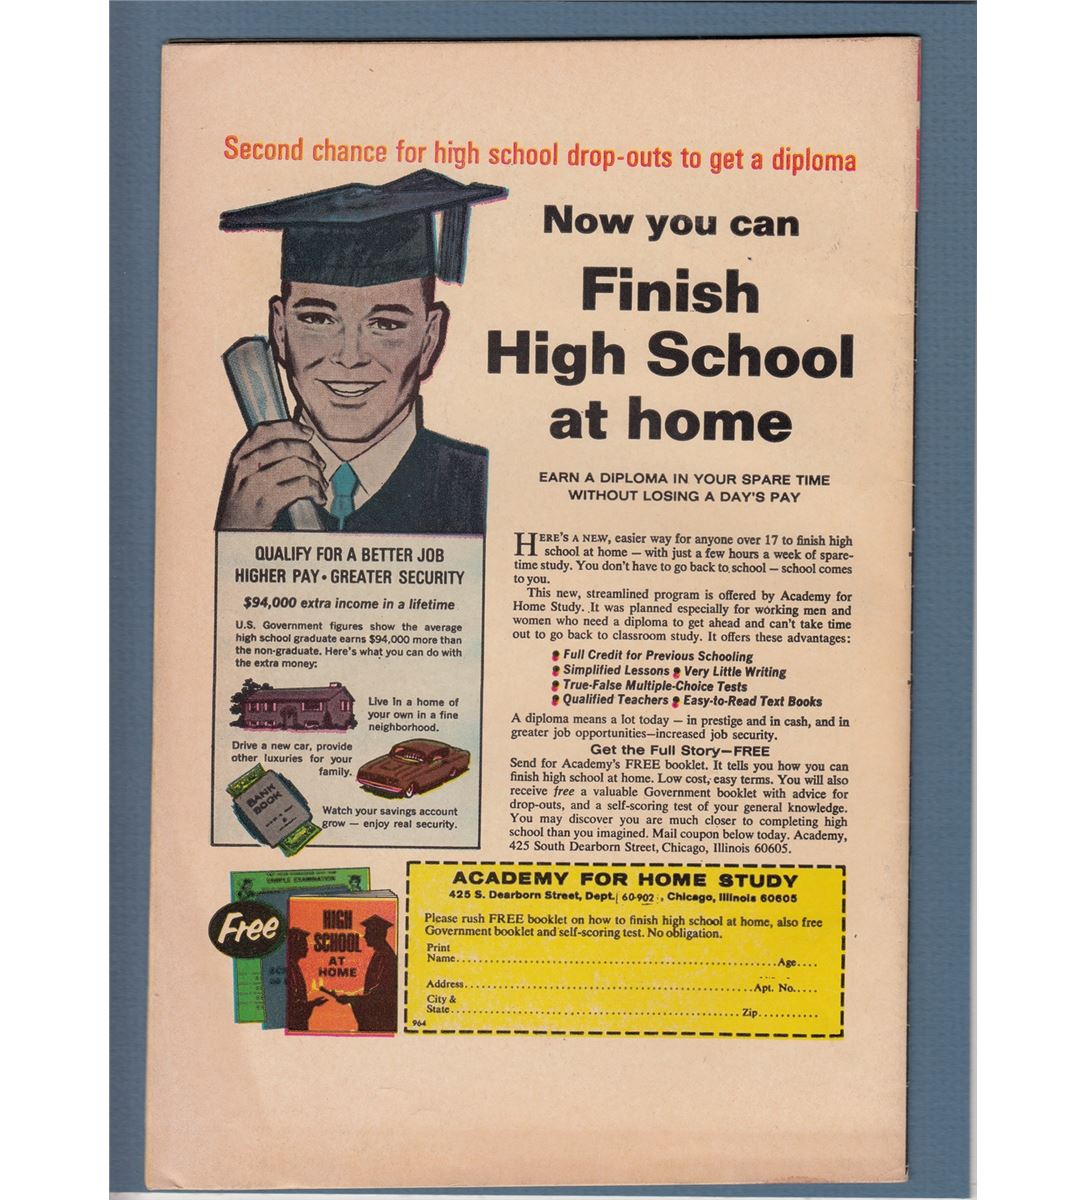 Second chance for high school drop-outs to get a diploma
Now you can
Finish
High School
at home
EARN A DIPLOMA IN YOUR SPARE TIME
WITHOUT LOSING A DAY'S PAY
QUALIFY FOR A BETTER JOB
HIGHER PAY • GREATER SECURITY
$94,000 extra income in a lifetime
U.S. Government figures show the average
high school graduate earns $94,000 more than
the non-graduate. Here's what you can do with
the extra money:
Live in a home of
your own in a fine
neighborhood.
Drive a new car, provide
other luxuries for your
family.
BANK
BOOK
Watch your savings account
grow — enjoy real security.
HERE'S A NEW, easier way for anyone over 17 to finish high
school at home — with just a few hours a week of spare-
time study. You don't have to go back to school — school comes
to you.
This new, streamlined program is offered by Academy for
Home Study. It was planned especially for working men and
women who need a diploma to get ahead and can't take time
out to go back to classroom study. It offers these advantages:
• Full Credit for Previous Schooling
• Simplified Lessons • Very Little Writing
• True-False Multiple-Choice Tests
• Qualified Teachers • Easy-to-Read Text Books
A diploma means a lot today — in prestige and in cash, and in
greater job opportunities—increased job security.
Get the Full Story—FREE
Send for Academy's FREE booklet. It tells you how you can
finish high school at home. Low cost, easy terms. You will also
receive free a valuable Government booklet with advice for
drop-outs, and a self-scoring test of your general knowledge.
You may discover you are much closer to completing high
school than you imagined. Mail coupon below today. Academy,
425 South Dearborn Street, Chicago, Illinois 60605.
Free
SAMPLE EXAMINATION
HIGH
SCHOOL
AT
HOME
ACADEMY FOR HOME STUDY
425 S. Dearborn Street, Dept. 60-902, Chicago, Illinois 60605
Please rush FREE booklet on how to finish high school at home, also free
Government booklet and self-scoring test. No obligation.
Print
Name Age
Address Apt. No.
City &
State Zip
964